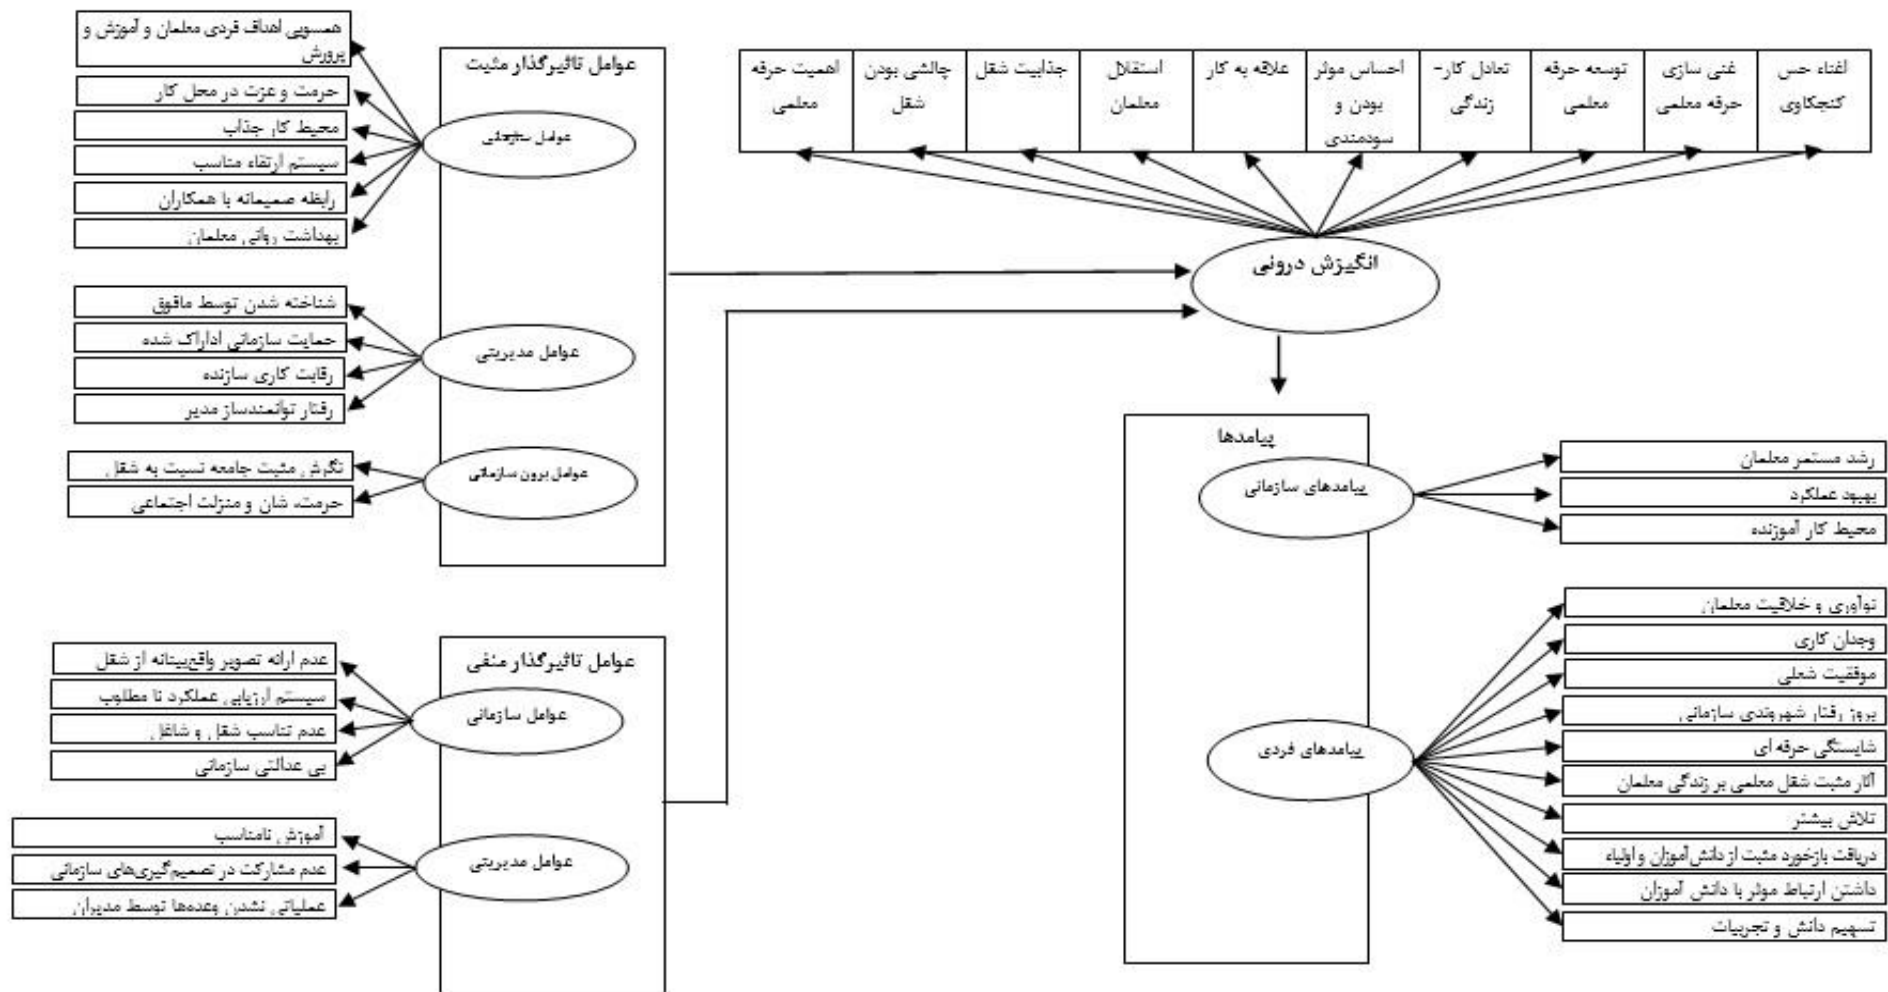 همسویی اهداف فردی معلمان و آموزش و
پرورش
حرمت و عزت در محل کار
محیط کار جذاب
سیستم ارتقاء مناسب
رابطه صمیمانه با همکاران
بهداشت روانی معلمان
شناخته شدن توسط مافوق
حمایت سازمانی اداراک شده
رقابت کاری سازنده
رفتار توانمندساز مدیر
نگرش مثبت جامعه نسبت به شغل
حرمت، شان و منزلت اجتماعی
عوامل تاثیرگذار مثبت
عوامل سازمانی
عوامل مدیریتی
عوامل برون سازمانی
اغناء حس
کنجکاوی
غنی سازی
حرفه معلمی
توسعه حرفه
معلمی
تعادل کار-
زندگی
احساس موثر
بودن و
سودمندی
علاقه به کار
استقلال
معلمان
جذابیت شغل
چالشی بودن
شغل
اهمیت حرفه
معلمی
انگیزش درونی
عوامل تاثیرگذار منفی
عوامل سازمانی
عوامل مدیریتی
عدم ارائه تصویر واقع‌بینانه از شغل
سیستم ارزیابی عملکرد نا مطلوب
عدم تناسب شغل و شاغل
بی عدالتی سازمانی
آموزش نامناسب
عدم مشارکت در تصمیم‌گیری‌های سازمانی
عملیاتی نشدن وعده‌ها توسط مدیران
پیامدها
پیامدهای سازمانی
پیامدهای فردی
رشد مستمر معلمان
بهبود عملکرد
محیط کار آموزنده
نوآوری و خلاقیت معلمان
وجدان کاری
موفقیت شغلی
بروز رفتار شهروندی سازمانی
شایستگی حرفه ای
آثار مثبت شغل معلمی بر زندگی معلمان
تلاش بیشتر
دریافت بازخورد مثبت از دانش‌آموزان و اولیاء
داشتن ارتباط موثر با دانش آموزان
تسهیم دانش و تجربیات